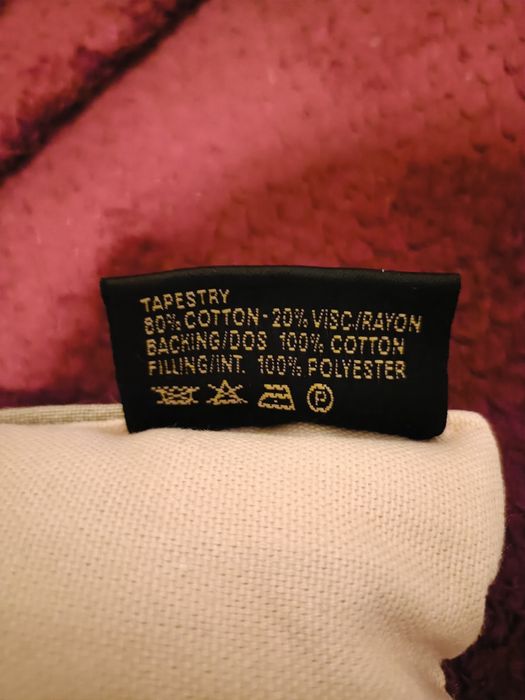 TAPESTRY
80% COTTON - 20% VISC/RAYON
BACKING/DOS 100% COTTON
FILLING/INT. 100% POLYESTER
P